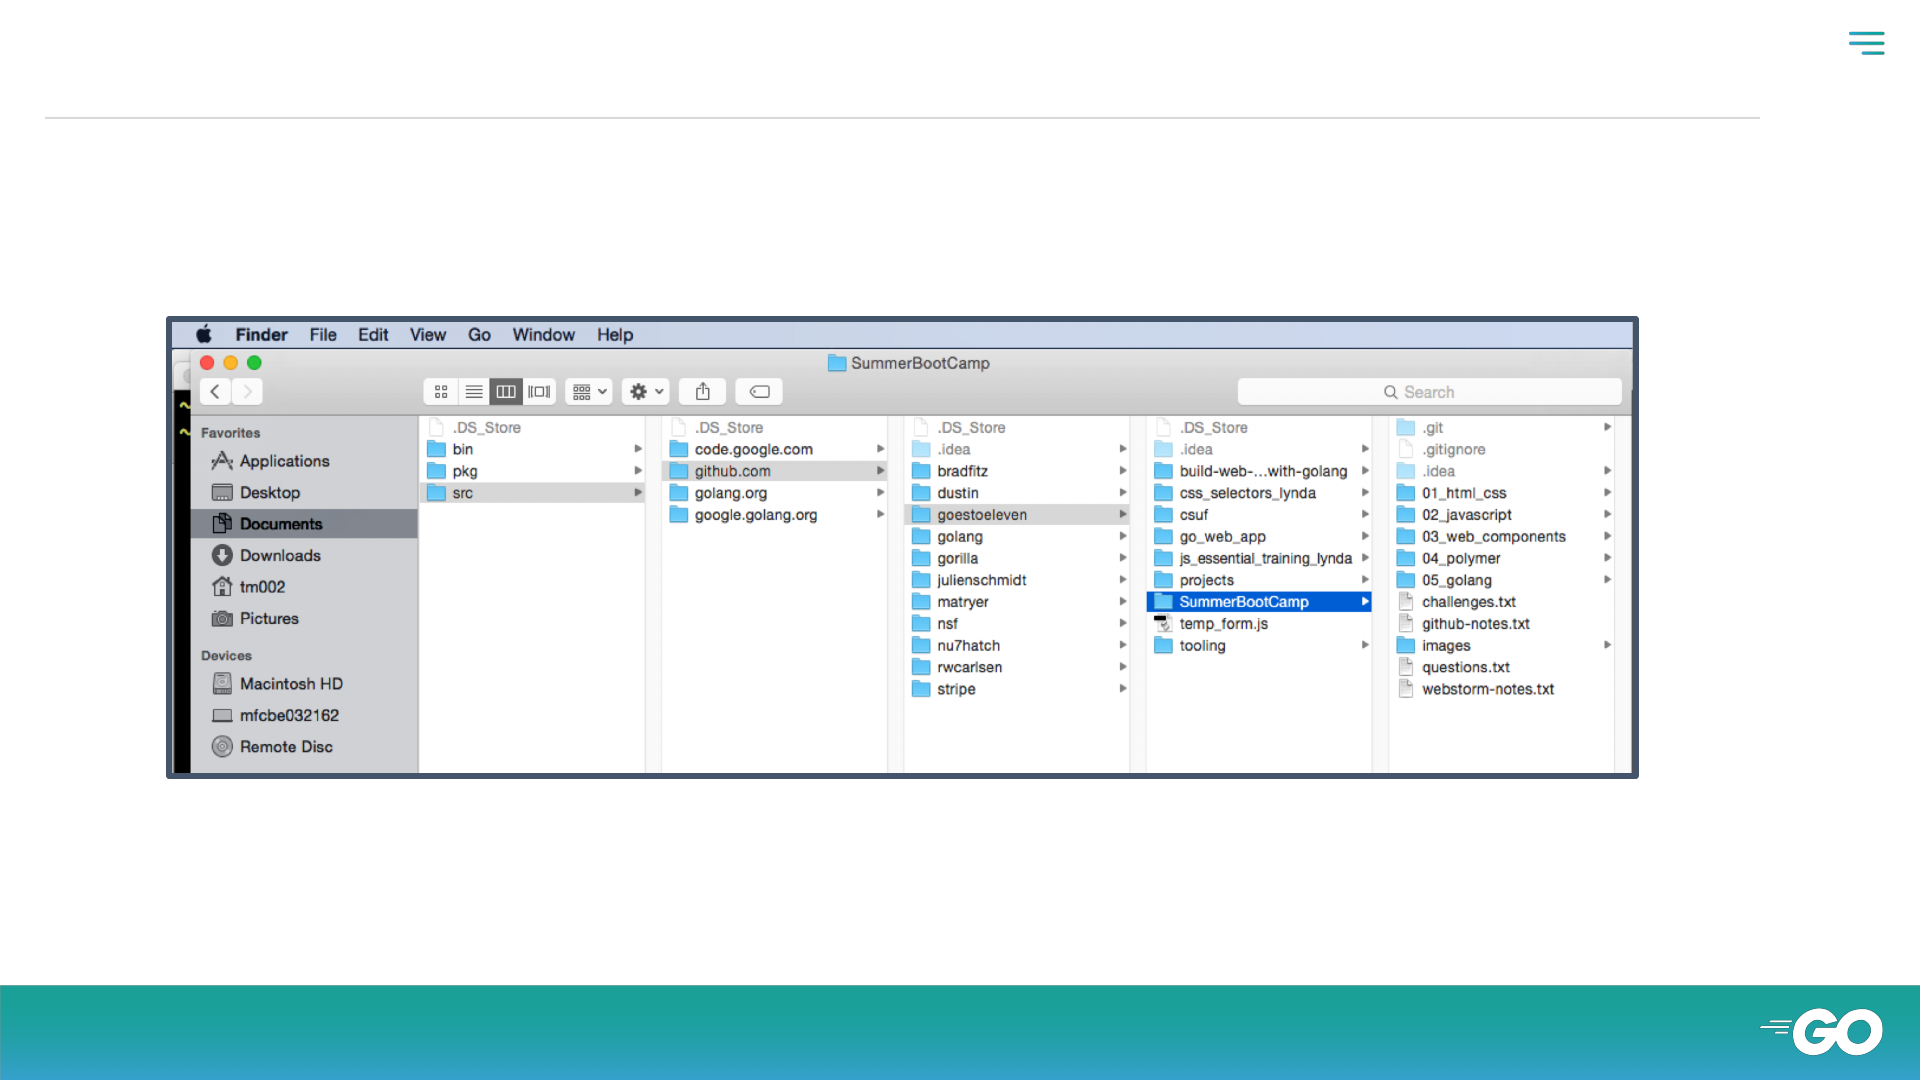 Finder File Edit View Go Window Help
SummerBootCamp
Search
Favorites
Applications
Desktop
Documents
Downloads
tm002
Pictures
Devices
Macintosh HD
mfcbe032162
Remote Disc
.DS_Store
bin
pkg
src
.DS_Store
code.google.com
github.com
golang.org
google.golang.org
.DS_Store
.idea
bradfitz
dustin
goestoeleven
golang
gorilla
julienschmidt
matryer
nsf
nu7hatch
rwcarlsen
stripe
.DS_Store
.idea
build-web-...with-golang
css_selectors_lynda
csuf
go_web_app
js_essential_training_lynda
projects
SummerBootCamp
temp_form.js
tooling
.git
.gitignore
.idea
01_html_css
02_javascript
03_web_components
04_polymer
05_golang
challenges.txt
github-notes.txt
images
questions.txt
webstorm-notes.txt
GO